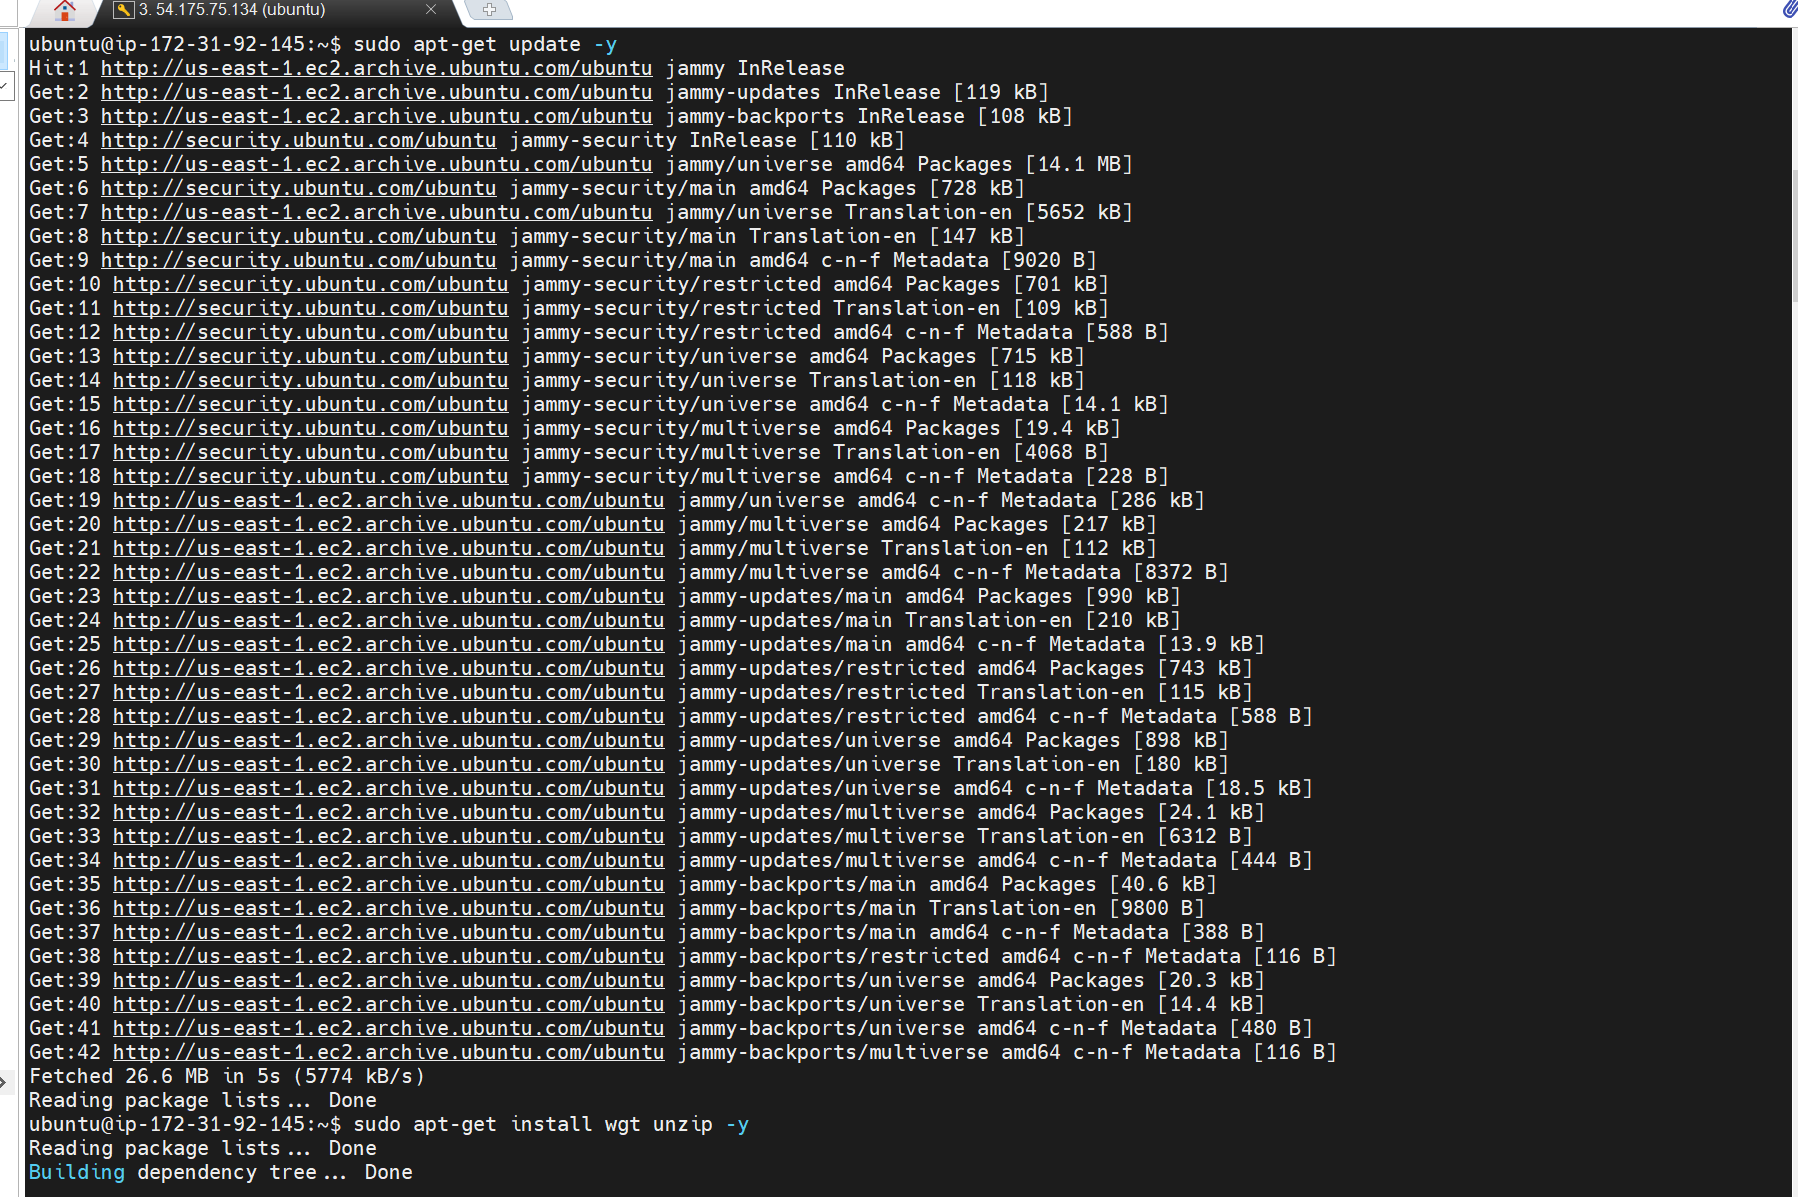 3. 54.175.75.134 (ubuntu)
ubuntu@ip-172-31-92-145:~$ sudo apt-get update -y
Hit:1 http://us-east-1.ec2.archive.ubuntu.com/ubuntu jammy InRelease
Get:2 http://us-east-1.ec2.archive.ubuntu.com/ubuntu jammy-updates InRelease [119 kB]
Get:3 http://us-east-1.ec2.archive.ubuntu.com/ubuntu jammy-backports InRelease [108 kB]
Get:4 http://security.ubuntu.com/ubuntu jammy-security InRelease [110 kB]
Get:5 http://us-east-1.ec2.archive.ubuntu.com/ubuntu jammy/universe amd64 Packages [14.1 MB]
Get:6 http://security.ubuntu.com/ubuntu jammy-security/main amd64 Packages [728 kB]
Get:7 http://us-east-1.ec2.archive.ubuntu.com/ubuntu jammy/universe Translation-en [5652 kB]
Get:8 http://security.ubuntu.com/ubuntu jammy-security/main Translation-en [147 kB]
Get:9 http://security.ubuntu.com/ubuntu jammy-security/main amd64 c-n-f Metadata [9020 B]
Get:10 http://security.ubuntu.com/ubuntu jammy-security/restricted amd64 Packages [701 kB]
Get:11 http://security.ubuntu.com/ubuntu jammy-security/restricted Translation-en [109 kB]
Get:12 http://security.ubuntu.com/ubuntu jammy-security/restricted amd64 c-n-f Metadata [588 B]
Get:13 http://security.ubuntu.com/ubuntu jammy-security/universe amd64 Packages [715 kB]
Get:14 http://security.ubuntu.com/ubuntu jammy-security/universe Translation-en [118 kB]
Get:15 http://security.ubuntu.com/ubuntu jammy-security/universe amd64 c-n-f Metadata [14.1 kB]
Get:16 http://security.ubuntu.com/ubuntu jammy-security/multiverse amd64 Packages [19.4 kB]
Get:17 http://security.ubuntu.com/ubuntu jammy-security/multiverse Translation-en [4068 B]
Get:18 http://security.ubuntu.com/ubuntu jammy-security/multiverse amd64 c-n-f Metadata [228 B]
Get:19 http://us-east-1.ec2.archive.ubuntu.com/ubuntu jammy/universe amd64 c-n-f Metadata [286 kB]
Get:20 http://us-east-1.ec2.archive.ubuntu.com/ubuntu jammy/multiverse amd64 Packages [217 kB]
Get:21 http://us-east-1.ec2.archive.ubuntu.com/ubuntu jammy/multiverse Translation-en [112 kB]
Get:22 http://us-east-1.ec2.archive.ubuntu.com/ubuntu jammy/multiverse amd64 c-n-f Metadata [8372 B]
Get:23 http://us-east-1.ec2.archive.ubuntu.com/ubuntu jammy-updates/main amd64 Packages [990 kB]
Get:24 http://us-east-1.ec2.archive.ubuntu.com/ubuntu jammy-updates/main Translation-en [210 kB]
Get:25 http://us-east-1.ec2.archive.ubuntu.com/ubuntu jammy-updates/main amd64 c-n-f Metadata [13.9 kB]
Get:26 http://us-east-1.ec2.archive.ubuntu.com/ubuntu jammy-updates/restricted amd64 Packages [743 kB]
Get:27 http://us-east-1.ec2.archive.ubuntu.com/ubuntu jammy-updates/restricted Translation-en [115 kB]
Get:28 http://us-east-1.ec2.archive.ubuntu.com/ubuntu jammy-updates/restricted amd64 c-n-f Metadata [588 B]
Get:29 http://us-east-1.ec2.archive.ubuntu.com/ubuntu jammy-updates/universe amd64 Packages [898 kB]
Get:30 http://us-east-1.ec2.archive.ubuntu.com/ubuntu jammy-updates/universe Translation-en [180 kB]
Get:31 http://us-east-1.ec2.archive.ubuntu.com/ubuntu jammy-updates/universe amd64 c-n-f Metadata [18.5 kB]
Get:32 http://us-east-1.ec2.archive.ubuntu.com/ubuntu jammy-updates/multiverse amd64 Packages [24.1 kB]
Get:33 http://us-east-1.ec2.archive.ubuntu.com/ubuntu jammy-updates/multiverse Translation-en [6312 B]
Get:34 http://us-east-1.ec2.archive.ubuntu.com/ubuntu jammy-updates/multiverse amd64 c-n-f Metadata [444 B]
Get:35 http://us-east-1.ec2.archive.ubuntu.com/ubuntu jammy-backports/main amd64 Packages [40.6 kB]
Get:36 http://us-east-1.ec2.archive.ubuntu.com/ubuntu jammy-backports/main Translation-en [9800 B]
Get:37 http://us-east-1.ec2.archive.ubuntu.com/ubuntu jammy-backports/main amd64 c-n-f Metadata [388 B]
Get:38 http://us-east-1.ec2.archive.ubuntu.com/ubuntu jammy-backports/restricted amd64 c-n-f Metadata [116 B]
Get:39 http://us-east-1.ec2.archive.ubuntu.com/ubuntu jammy-backports/universe amd64 Packages [20.3 kB]
Get:40 http://us-east-1.ec2.archive.ubuntu.com/ubuntu jammy-backports/universe Translation-en [14.4 kB]
Get:41 http://us-east-1.ec2.archive.ubuntu.com/ubuntu jammy-backports/universe amd64 c-n-f Metadata [480 B]
Get:42 http://us-east-1.ec2.archive.ubuntu.com/ubuntu jammy-backports/multiverse amd64 c-n-f Metadata [116 B]
Fetched 26.6 MB in 5s (5774 kB/s)
Reading package lists... Done
ubuntu@ip-172-31-92-145:~$ sudo apt-get install wgt unzip -y
Reading package lists... Done
Building dependency tree... Done